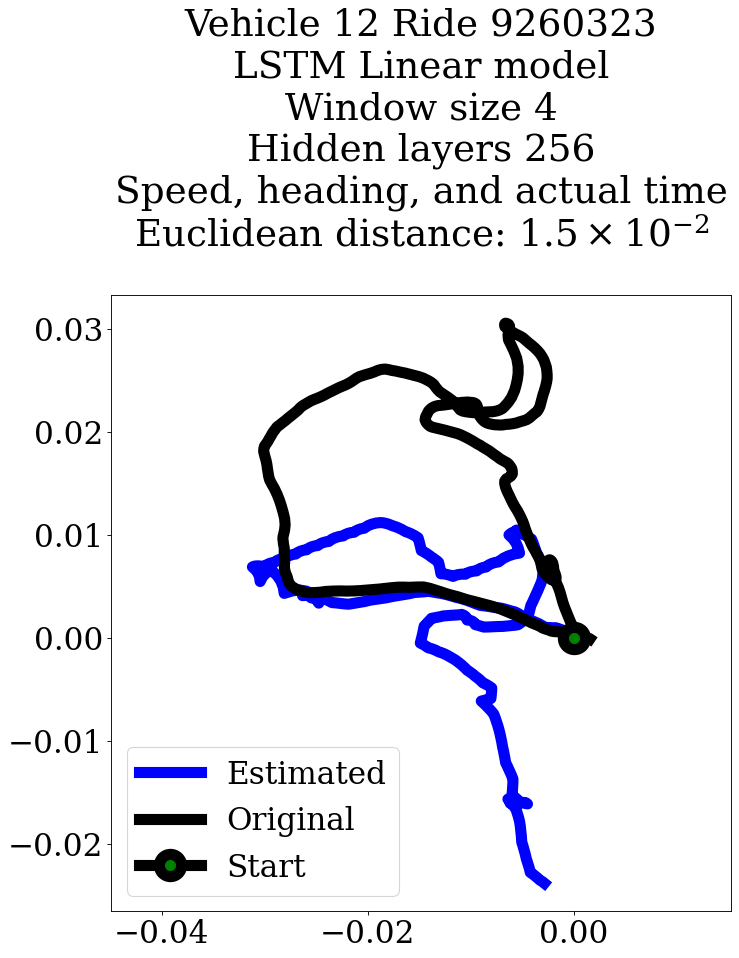 Vehicle 12 Ride 9260323
LSTM Linear model
Window size 4
Hidden layers 256
Speed, heading, and actual time
Euclidean distance: 1.5 × 10⁻²
0.03
0.02
0.01
0.00
−0.01
−0.02
Estimated
Original
Start
−0.04
−0.02
0.00